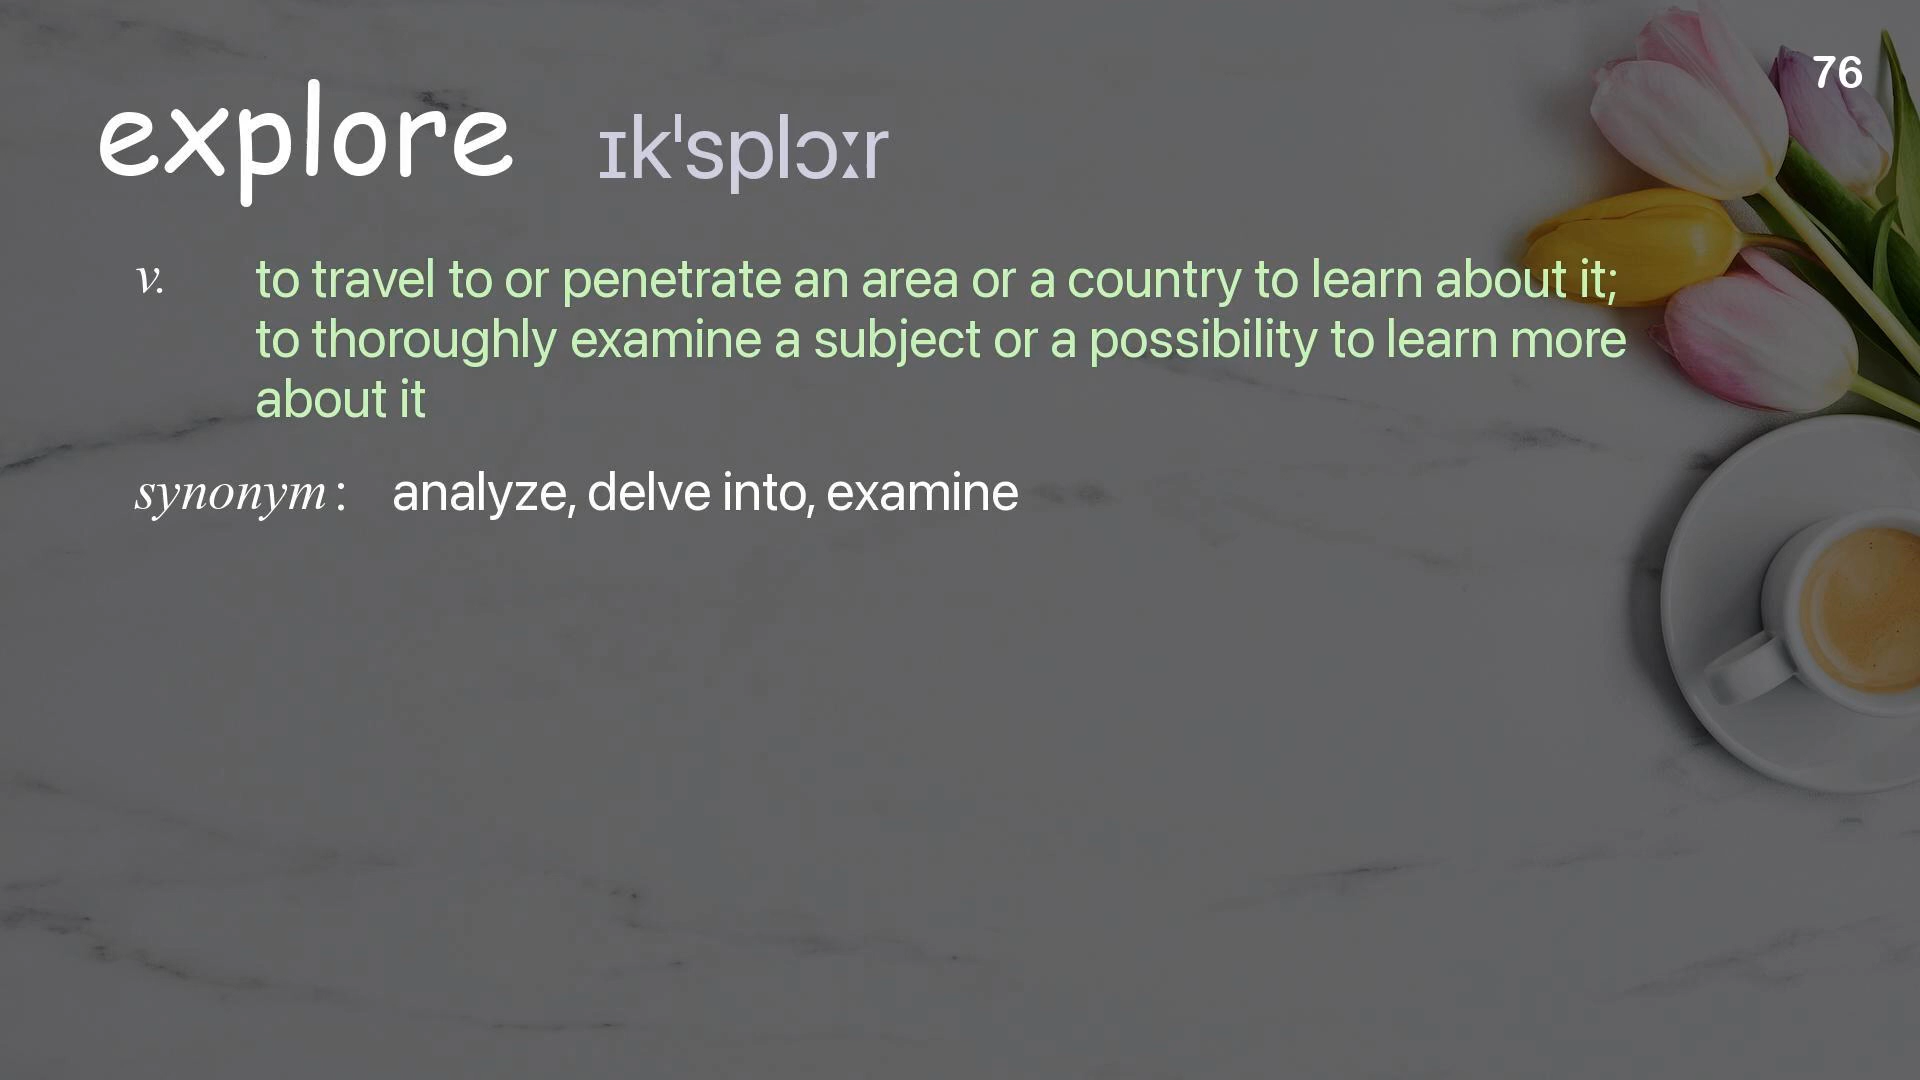 76
explore ɪkˈsplɔːr
v. to travel to or penetrate an area or a country to learn about it;
to thoroughly examine a subject or a possibility to learn more
about it
synonym : analyze, delve into, examine